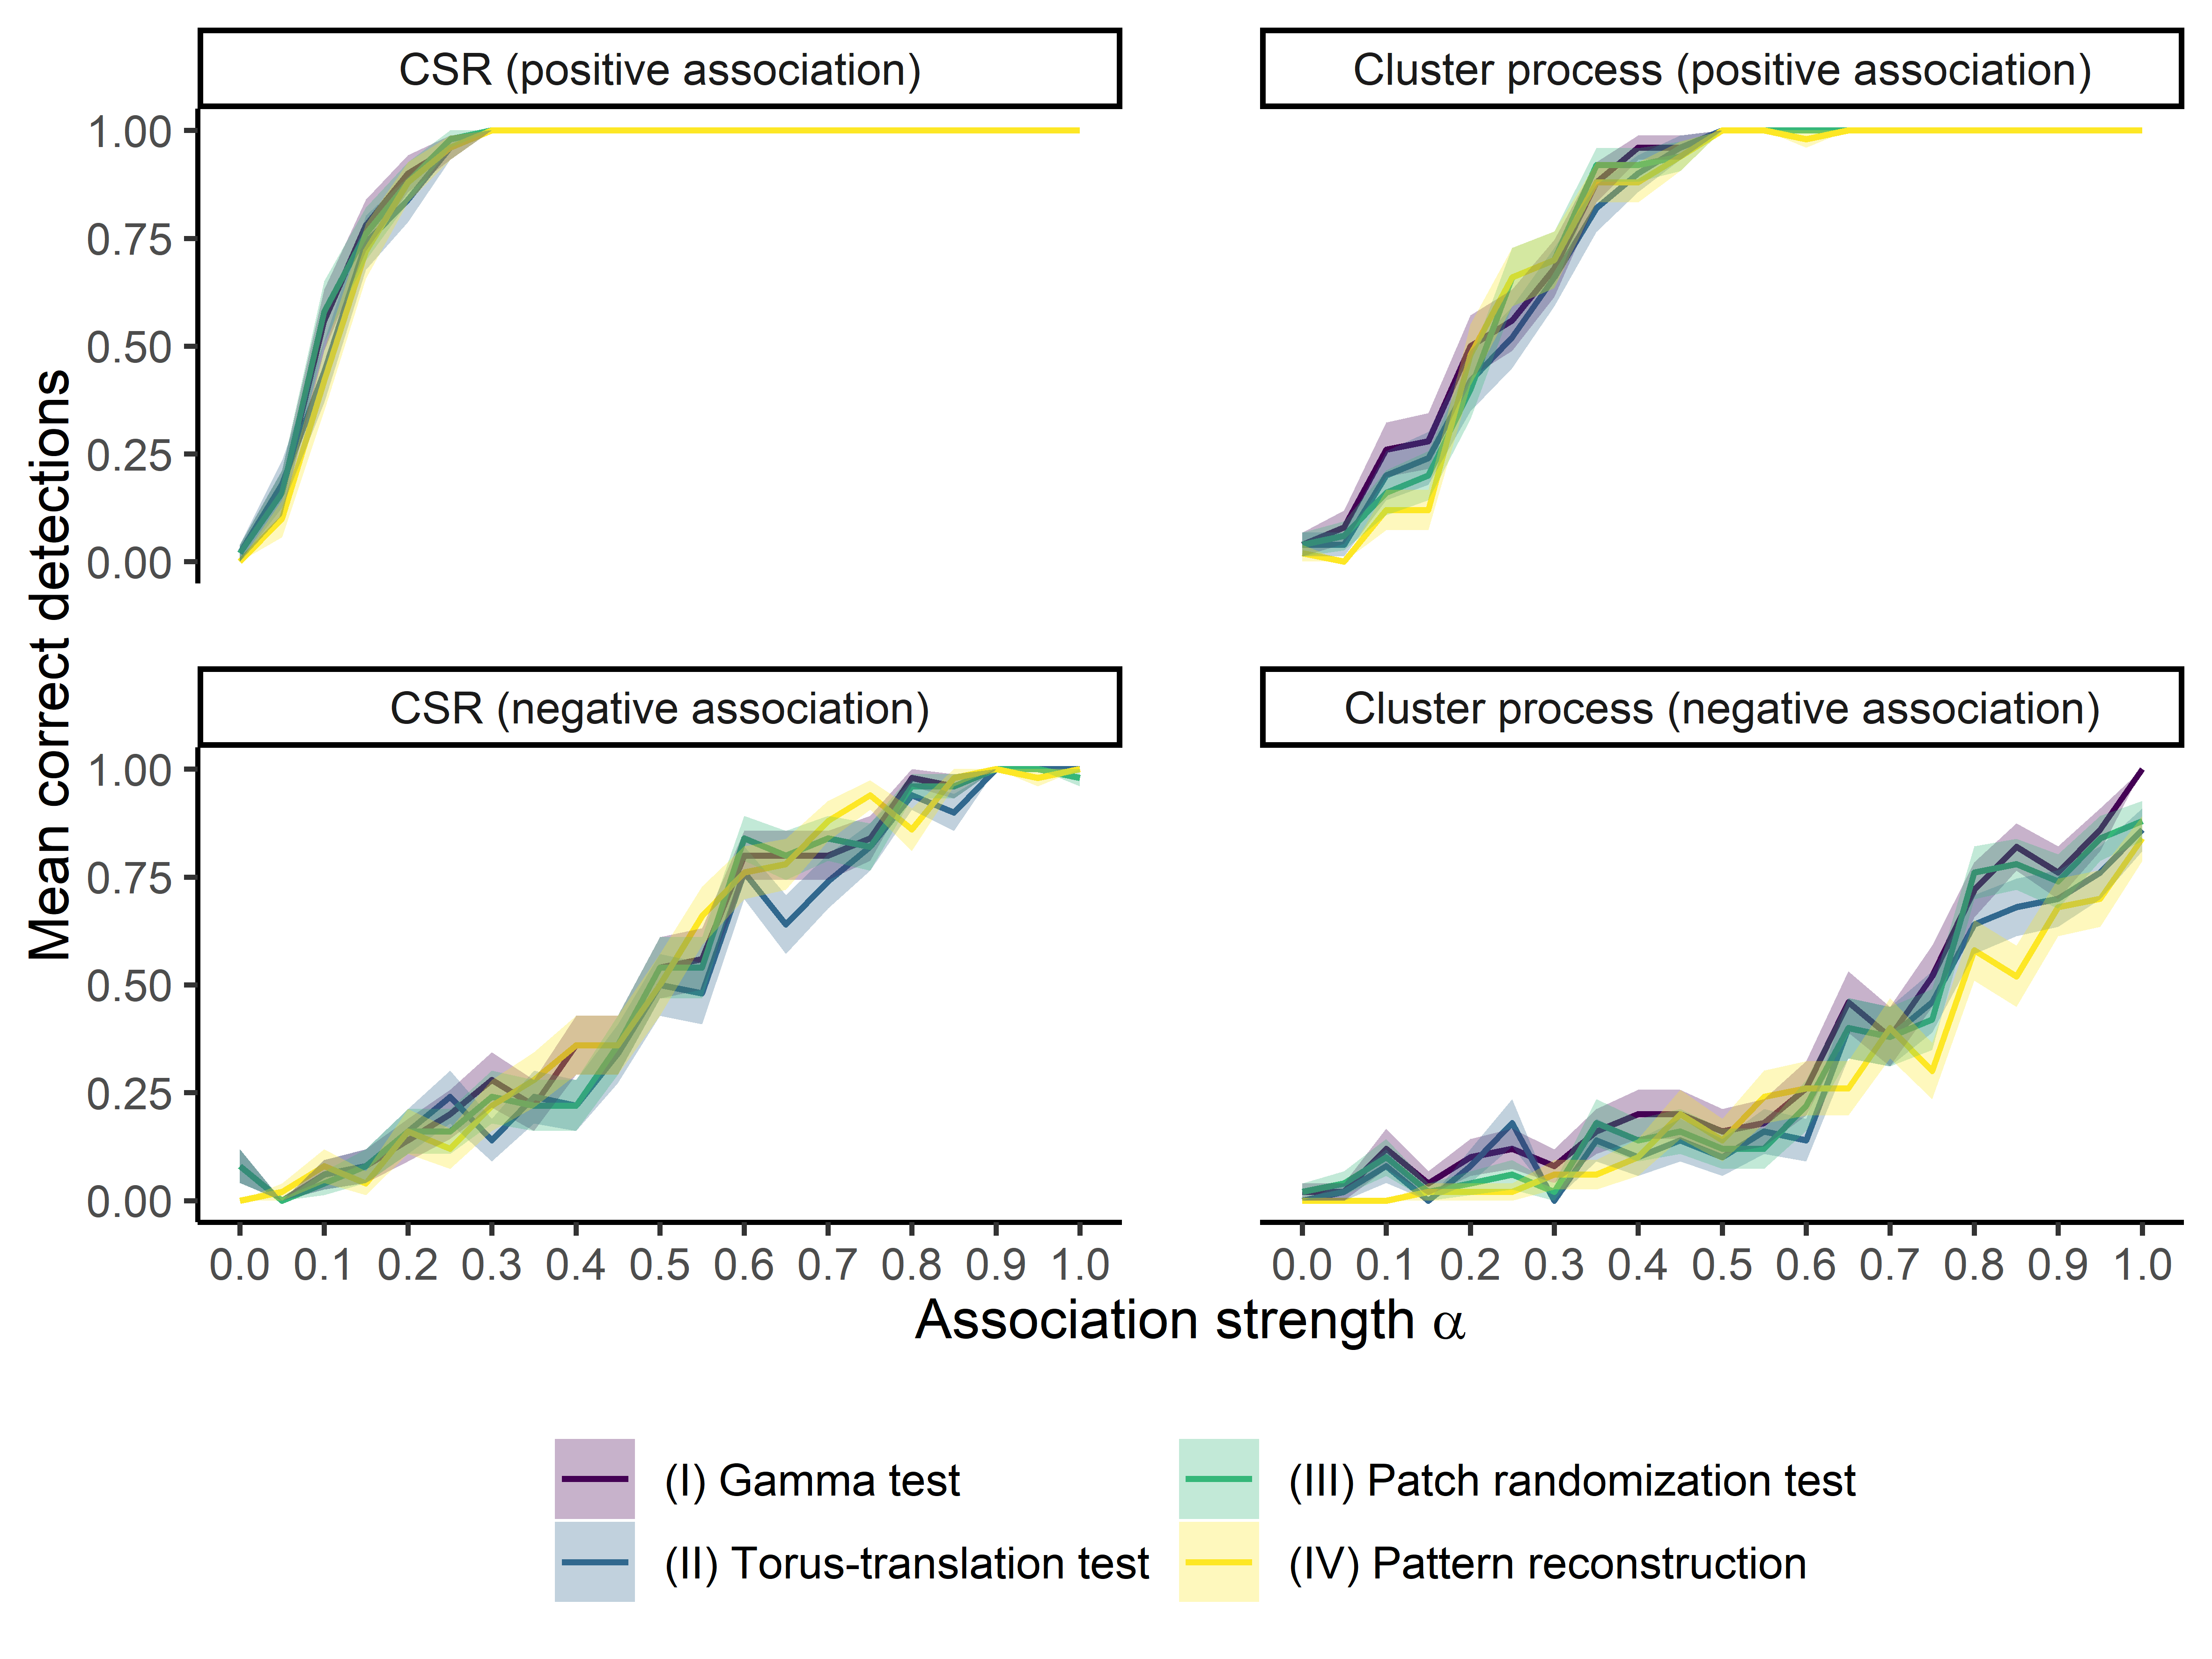 CSR (positive association)
Cluster process (positive association)
1.00
0.75
0.50
0.25
0.00
Mean correct detections
CSR (negative association)
Cluster process (negative association)
1.00
0.75
0.50
0.25
0.00
0.0 0.1 0.2 0.3 0.4 0.5 0.6 0.7 0.8 0.9 1.0
0.0 0.1 0.2 0.3 0.4 0.5 0.6 0.7 0.8 0.9 1.0
Association strength α
(I) Gamma test
(II) Torus-translation test
(III) Patch randomization test
(IV) Pattern reconstruction